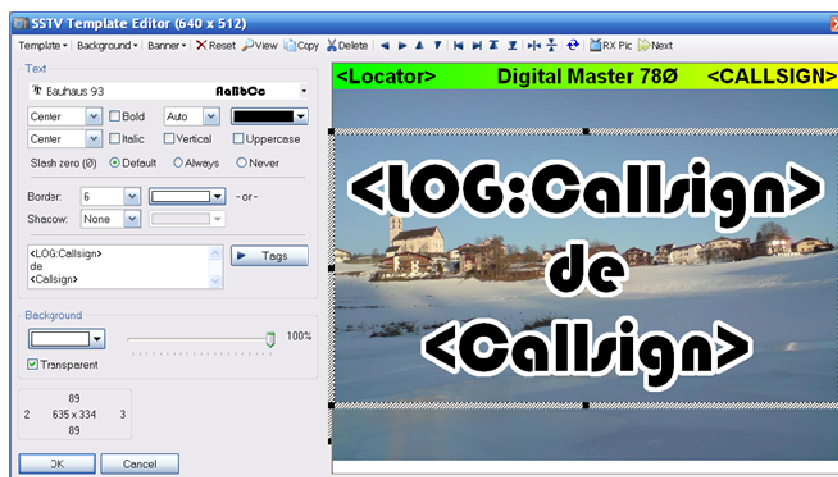 SSTV Template Editor (640 x 512)
Template Background Banner Reset View Copy Delete RX Pic Next
Text
Bauhaus 93 AaBbCc
Center Bold Auto
Center Italic Vertical Uppercase
Slash zero (Ø) Default Always Never
Border: 6 -or-
Shadow: None
<LOG:Callsign>
de
<Callsign>
Tags
Background
100%
Transparent
89
2 635 x 334 3
89
OK Cancel
<Locator> Digital Master 78Ø <CALLSIGN>
<LOG:Callsign>
de
<Callsign>